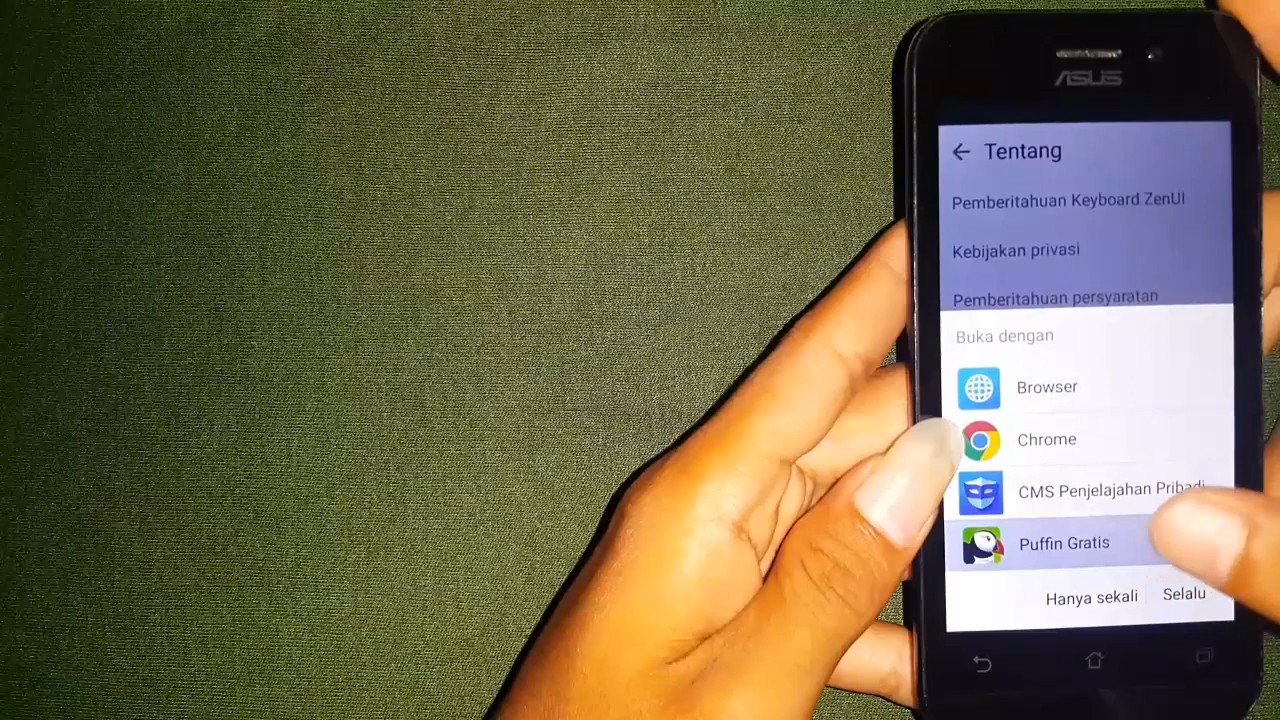 ASUS
Tentang
Pemberitahuan Keyboard ZenUI
Kebijakan privasi
Pemberitahuan persyaratan
Buka dengan
Browser
Chrome
CMS Penjelajahan Pribadi
Puffin Gratis
Hanya sekali
Selalu